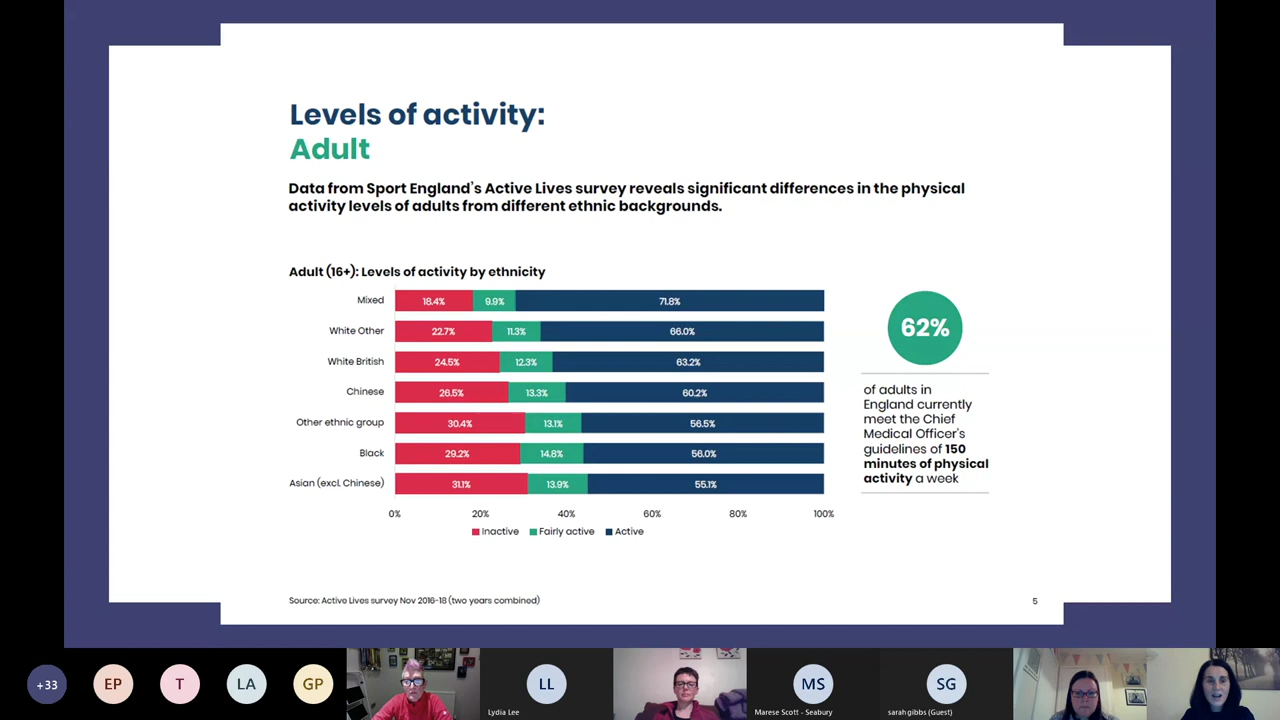 Levels of activity:
Adult
Data from Sport England's Active Lives survey reveals significant differences in the physical
activity levels of adults from different ethnic backgrounds.
Adult (16+): Levels of activity by ethnicity
Mixed 18.4% 9.9% 71.8%
White Other 22.7% 11.3% 66.0%
White British 24.5% 12.3% 63.2%
Chinese 26.5% 13.3% 60.2%
Other ethnic group 30.4% 13.1% 56.5%
Black 29.2% 14.8% 56.0%
Asian (excl. Chinese) 31.1% 13.9% 55.1%
0% 20% 40% 60% 80% 100%
Inactive Fairly active Active
62%
of adults in
England currently
meet the Chief
Medical Officer's
guidelines of 150
minutes of physical
activity a week
Source: Active Lives survey Nov 2016-18 (two years combined)
5
+33 EP T LA GP LL MS SG
Lydia Lee
Marese Scott - Seabury
sarah gibbs (Guest)